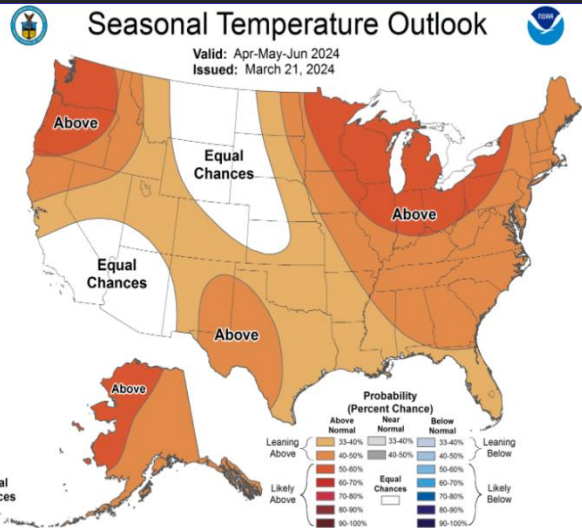 Seasonal Temperature Outlook
NOAA
Valid: Apr-May-Jun 2024
Issued: March 21, 2024
Above
Equal
Chances
Above
Equal
Chances
Above
Above
Probability
(Percent Chance)
Above
Normal
Near
Normal
Below
Normal
Leaning
Above
33-40%
40-50%
33-40%
40-50%
33-40%
40-50%
Leaning
Below
Likely
Above
50-60%
60-70%
70-80%
80-90%
90-100%
Equal
Chances
50-60%
60-70%
70-80%
80-90%
90-100%
Likely
Below
al
ces